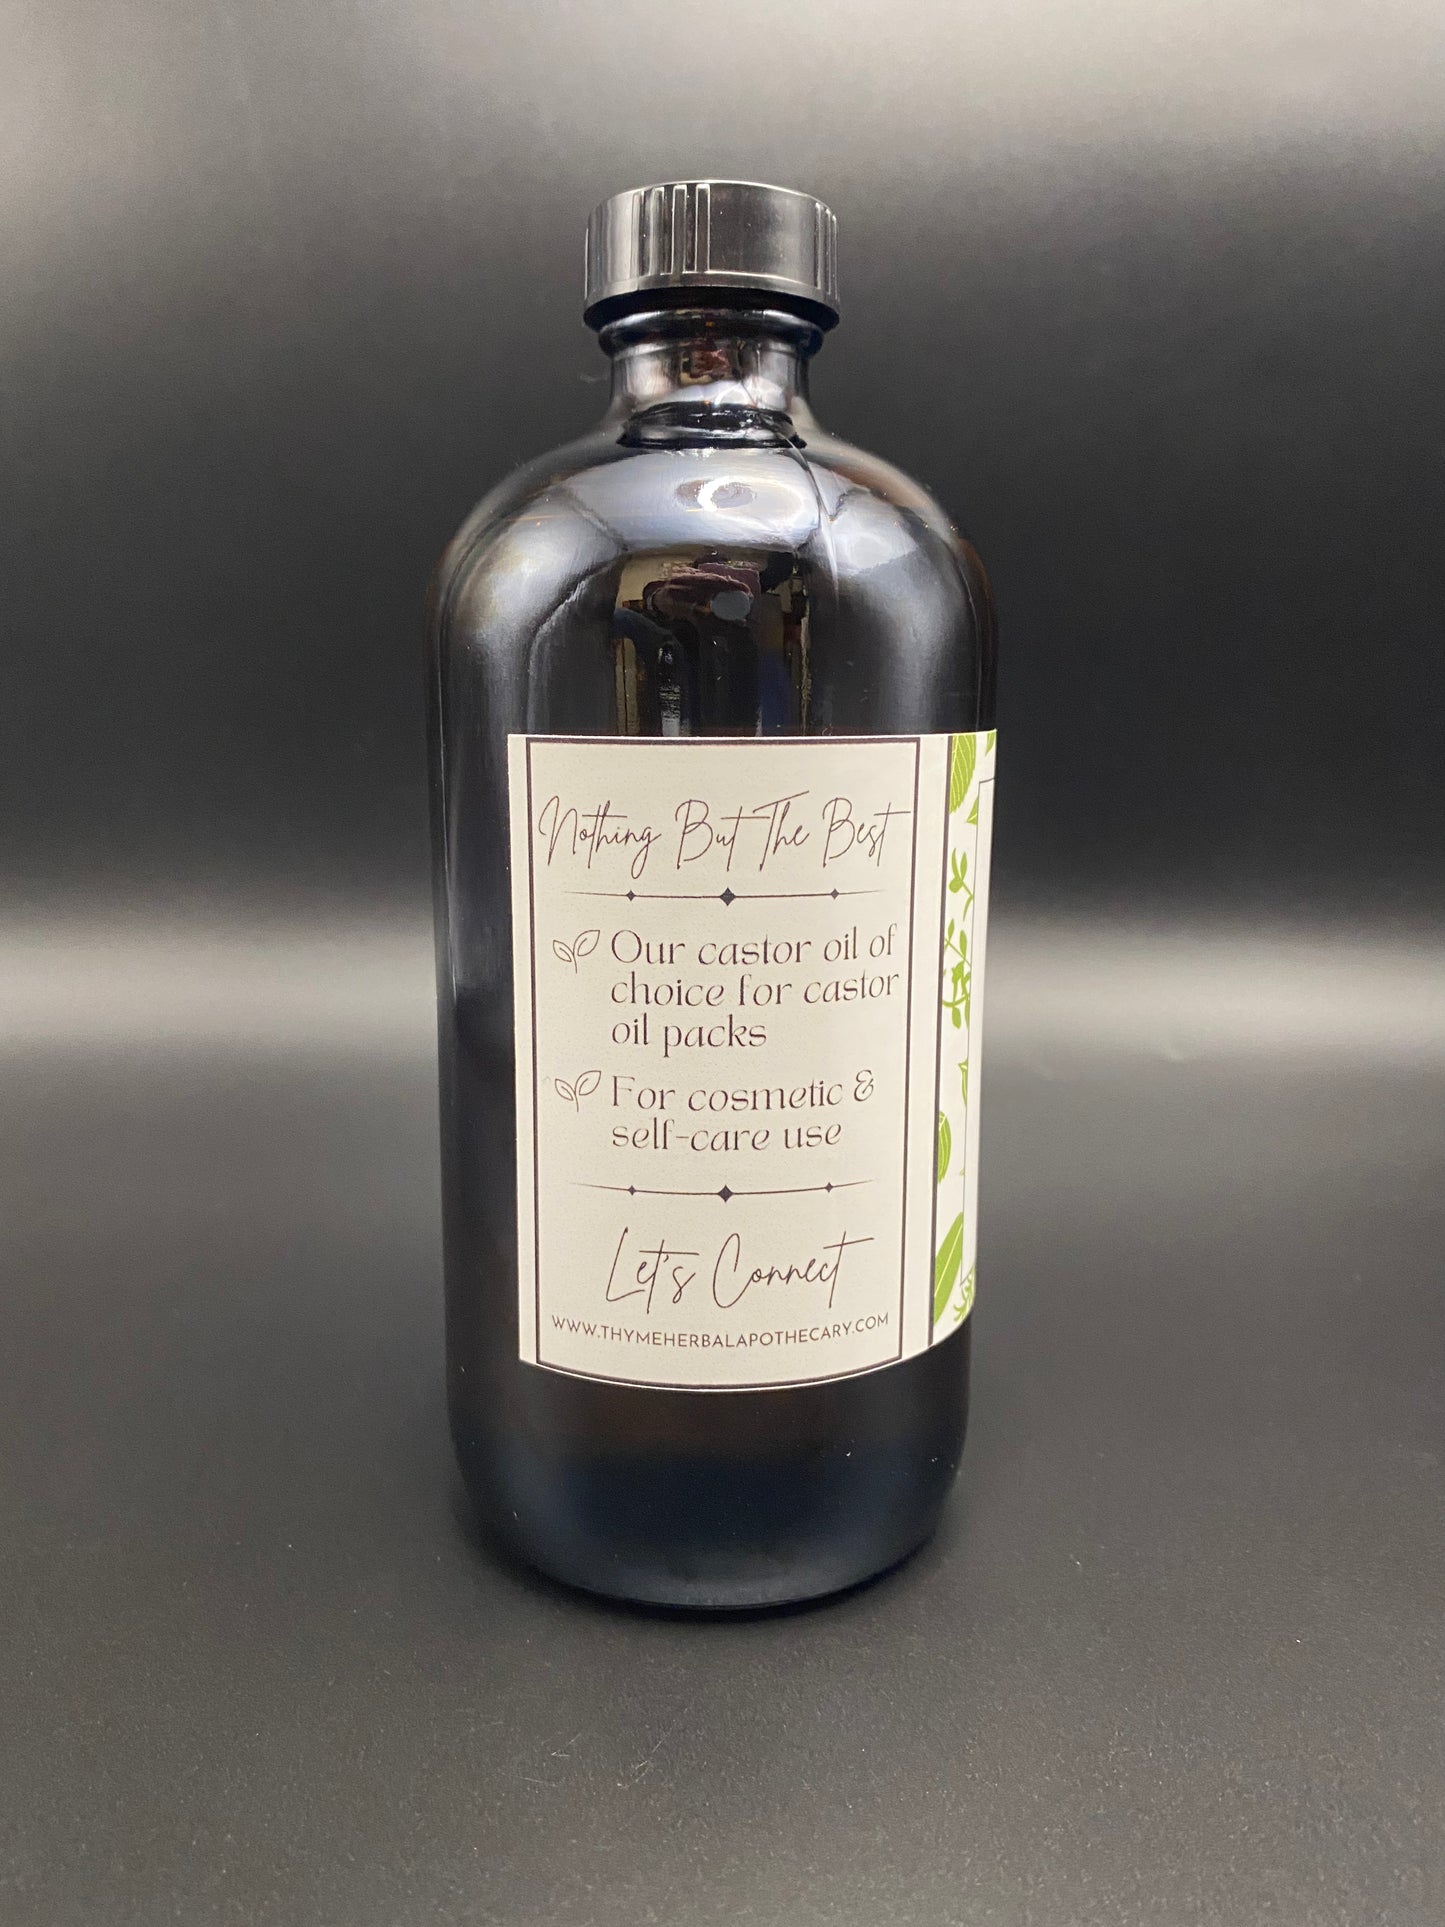 Nothing But The Best
Our castor oil of
choice for castor
oil packs
For cosmetic &
self-care use
Let's Connect
WWW.THYMEHERBALAPOTHECARY.COM